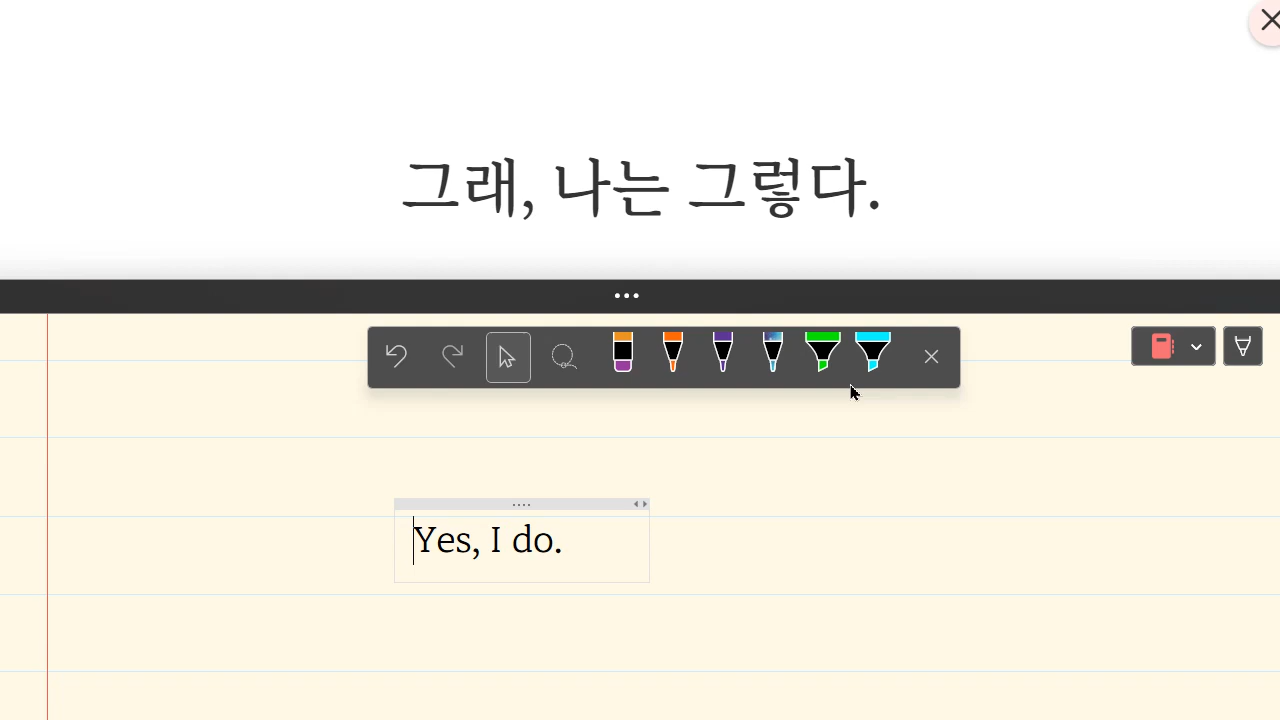 그래, 나는 그렇다.
Yes, I do.